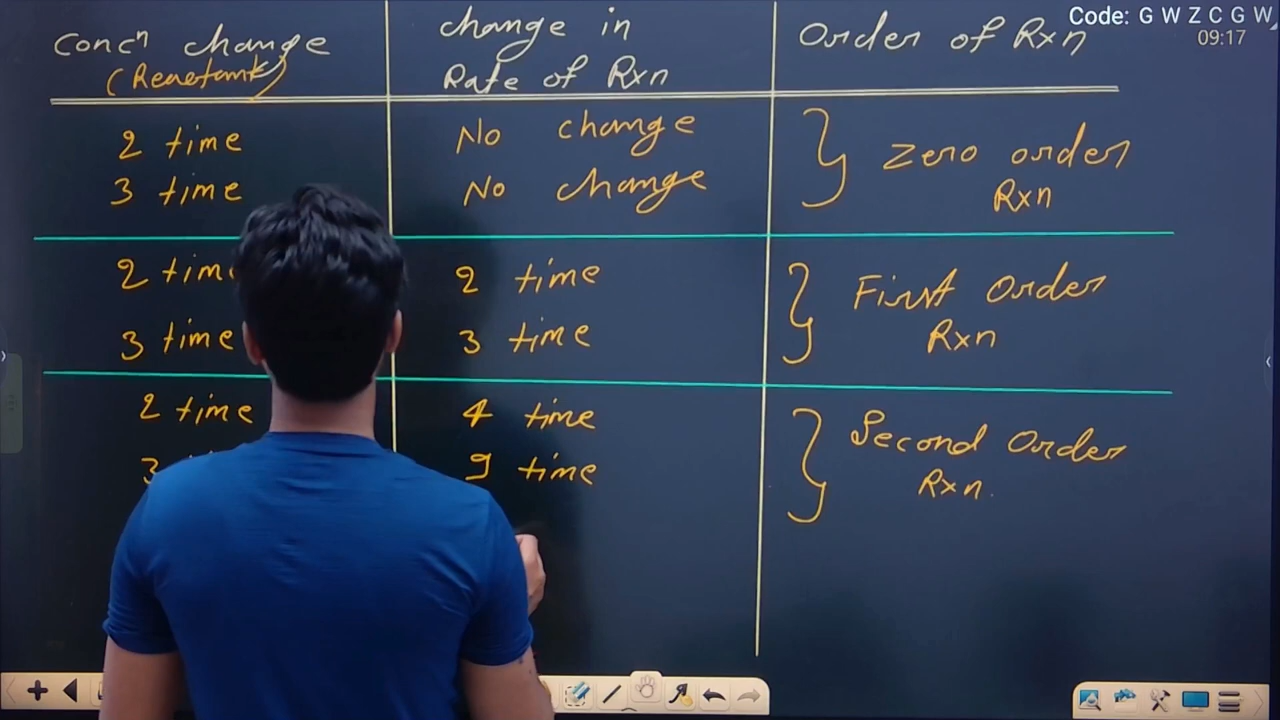 Code: G W Z C G W
09:17
Concⁿ change
(Reactant)
change in
Rate of Rxn
Order of Rxn
2 time No change
3 time No change
Zero order
Rxn
2 time 2 time
3 time 3 time
First Order
Rxn
2 time 4 time
3 9 time
Second Order
Rxn.